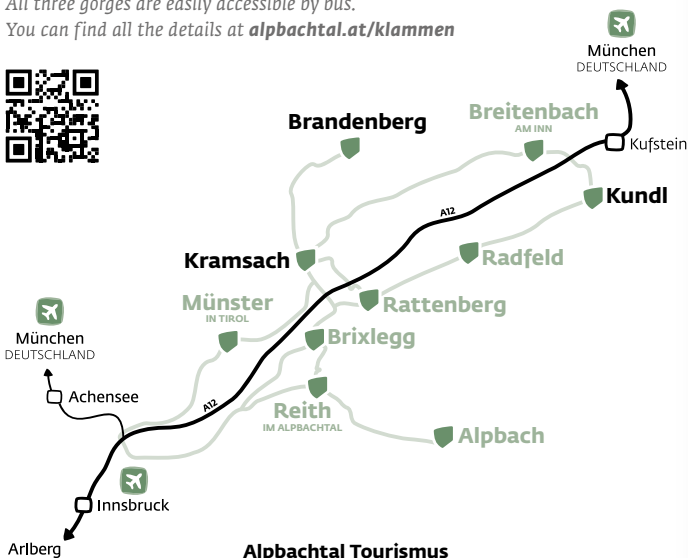 All three gorges are easily accessible by bus.
You can find all the details at alpbachtal.at/klammen
München
DEUTSCHLAND
Brandenberg
Breitenbach
AM INN
Kufstein
Kundl
A12
Kramsach
Radfeld
Münster
IN TIROL
Rattenberg
München
DEUTSCHLAND
Brixlegg
Achensee
A12
Reith
IM ALPBACHTAL
Alpbach
Innsbruck
Arlberg
Alpbachtal Tourismus